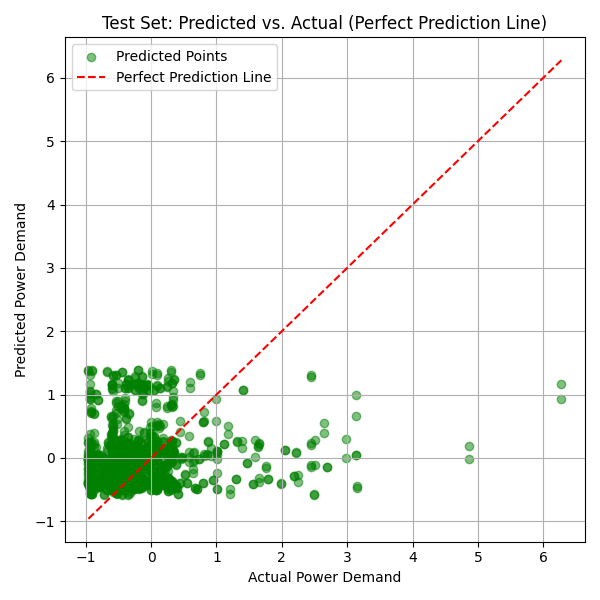 Test Set: Predicted vs. Actual (Perfect Prediction Line)
Predicted Points
Perfect Prediction Line
Predicted Power Demand
6
5
4
3
2
1
0
−1
−1 0 1 2 3 4 5 6
Actual Power Demand